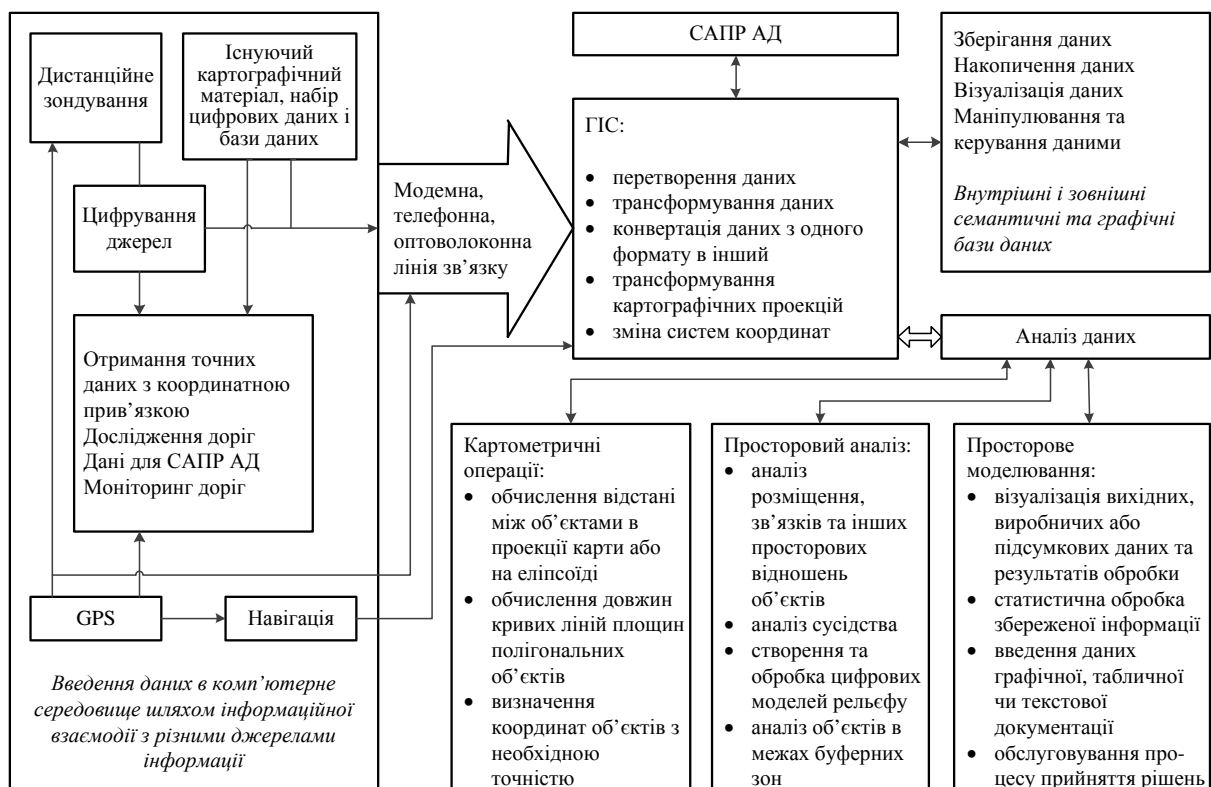 Дистанційне
зондування
Існуючий
картографічний
матеріал, набір
цифрових даних і
бази даних
Цифрування
джерел
Отримання точних
даних з координатною
прив’язкою
Дослідження доріг
Дані для САПР АД
Моніторинг доріг
GPS
Навігація
Введення даних в комп’ютерне
середовище шляхом інформаційної
взаємодії з різними джерелами
інформації
Модемна,
телефонна,
оптоволоконна
лінія зв’язку
САПР АД
ГІС:
• перетворення даних
• трансформування даних
• конвертація даних з одного
формату в інший
• трансформування
картографічних проекцій
• зміна систем координат
Зберігання даних
Накопичення даних
Візуалізація даних
Маніпулювання та
керування даними
Внутрішні і зовнішні
семантичні та графічні
бази даних
Аналіз даних
Картометричні
операції:
• обчислення відстані
між об’єктами в
проекції карти або
на еліпсоїді
• обчислення довжин
кривих ліній площин
полігональних
об’єктів
• визначення
координат об’єктів з
необхідною
точністю
Просторовий аналіз:
• аналіз
розміщення,
зв’язків та інших
просторових
відношень
об’єктів
• аналіз сусідства
• створення та
обробка цифрових
моделей рельєфу
• аналіз об’єктів в
межах буферних
зон
Просторове
моделювання:
• візуалізація вихідних,
виробничих або
підсумкових даних та
результатів обробки
• статистична обробка
збереженої інформації
• введення даних
графічної, табличної
чи текстової
документації
• обслуговування про-
цесу прийняття рішень